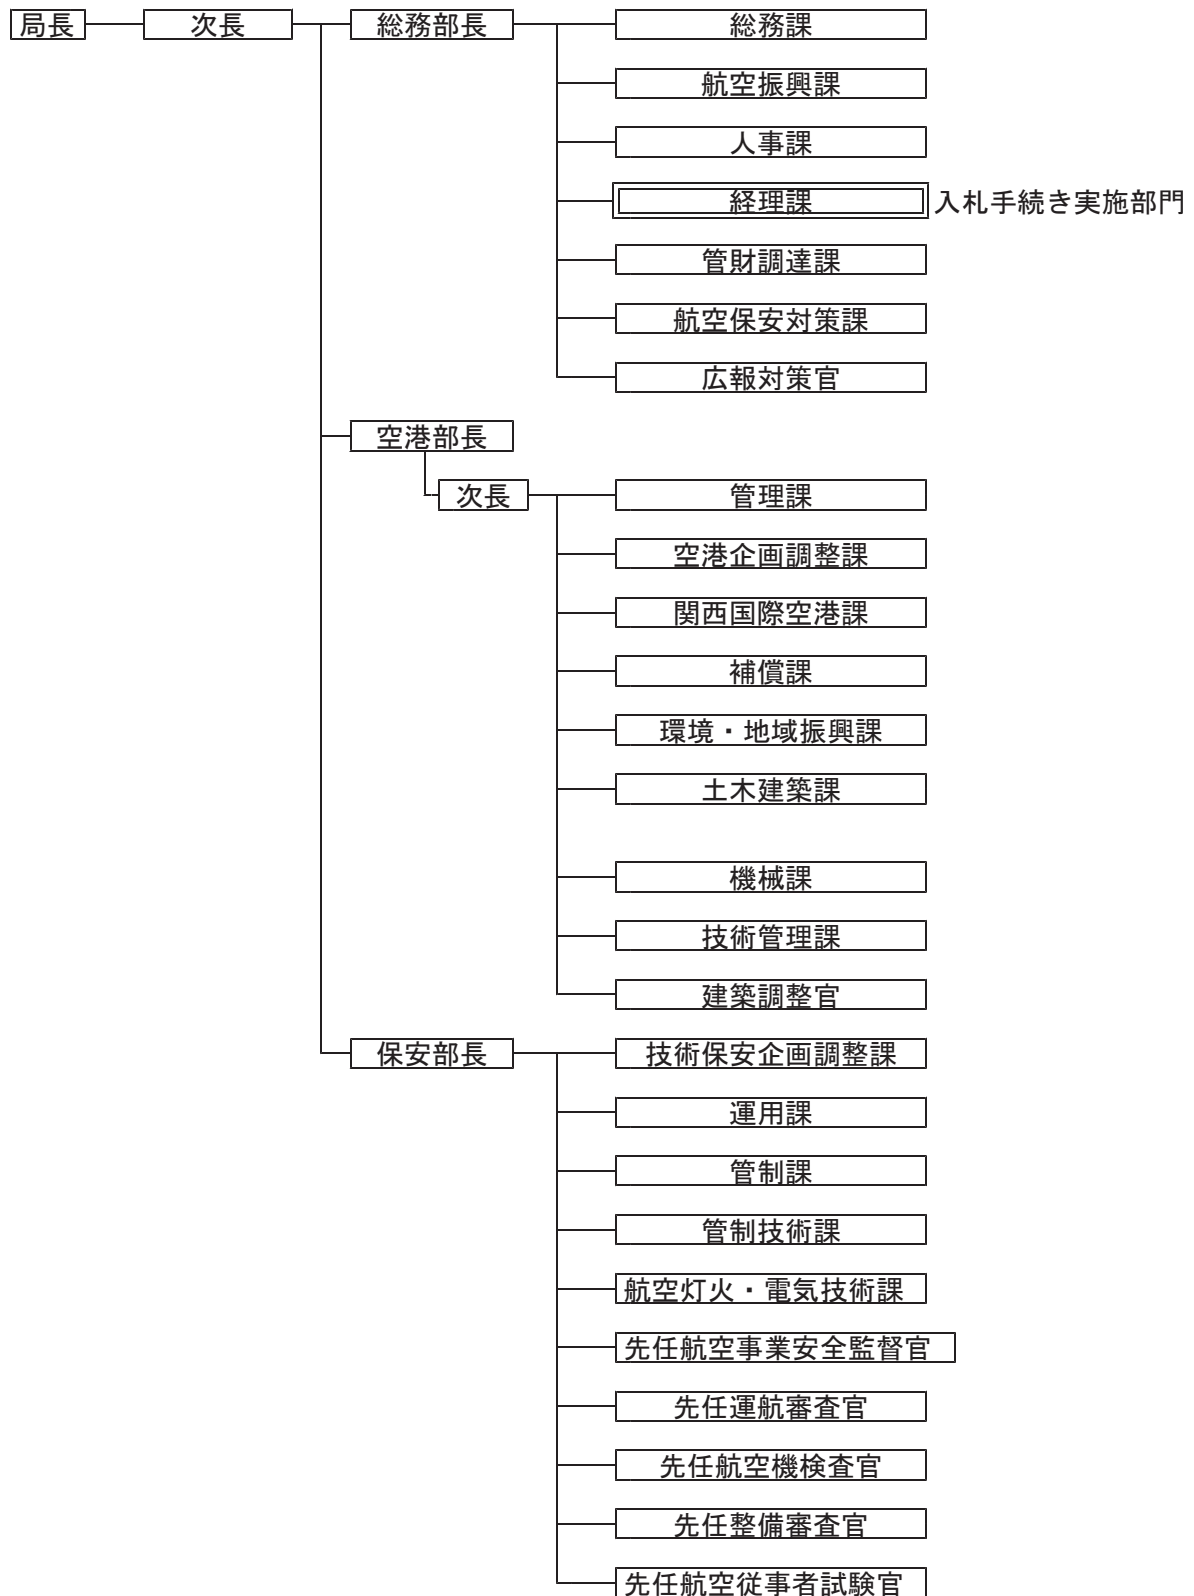 局長 次長 総務部長 総務課
航空振興課
人事課
経理課 入札手続き実施部門
管財調達課
航空保安対策課
広報対策官
空港部長
次長 管理課
空港企画調整課
関西国際空港課
補償課
環境・地域振興課
土木建築課
機械課
技術管理課
建築調整官
保安部長 技術保安企画調整課
運用課
管制課
管制技術課
航空灯火・電気技術課
先任航空事業安全監督官
先任運航審査官
先任航空機検査官
先任整備審査官
先任航空従事者試験官